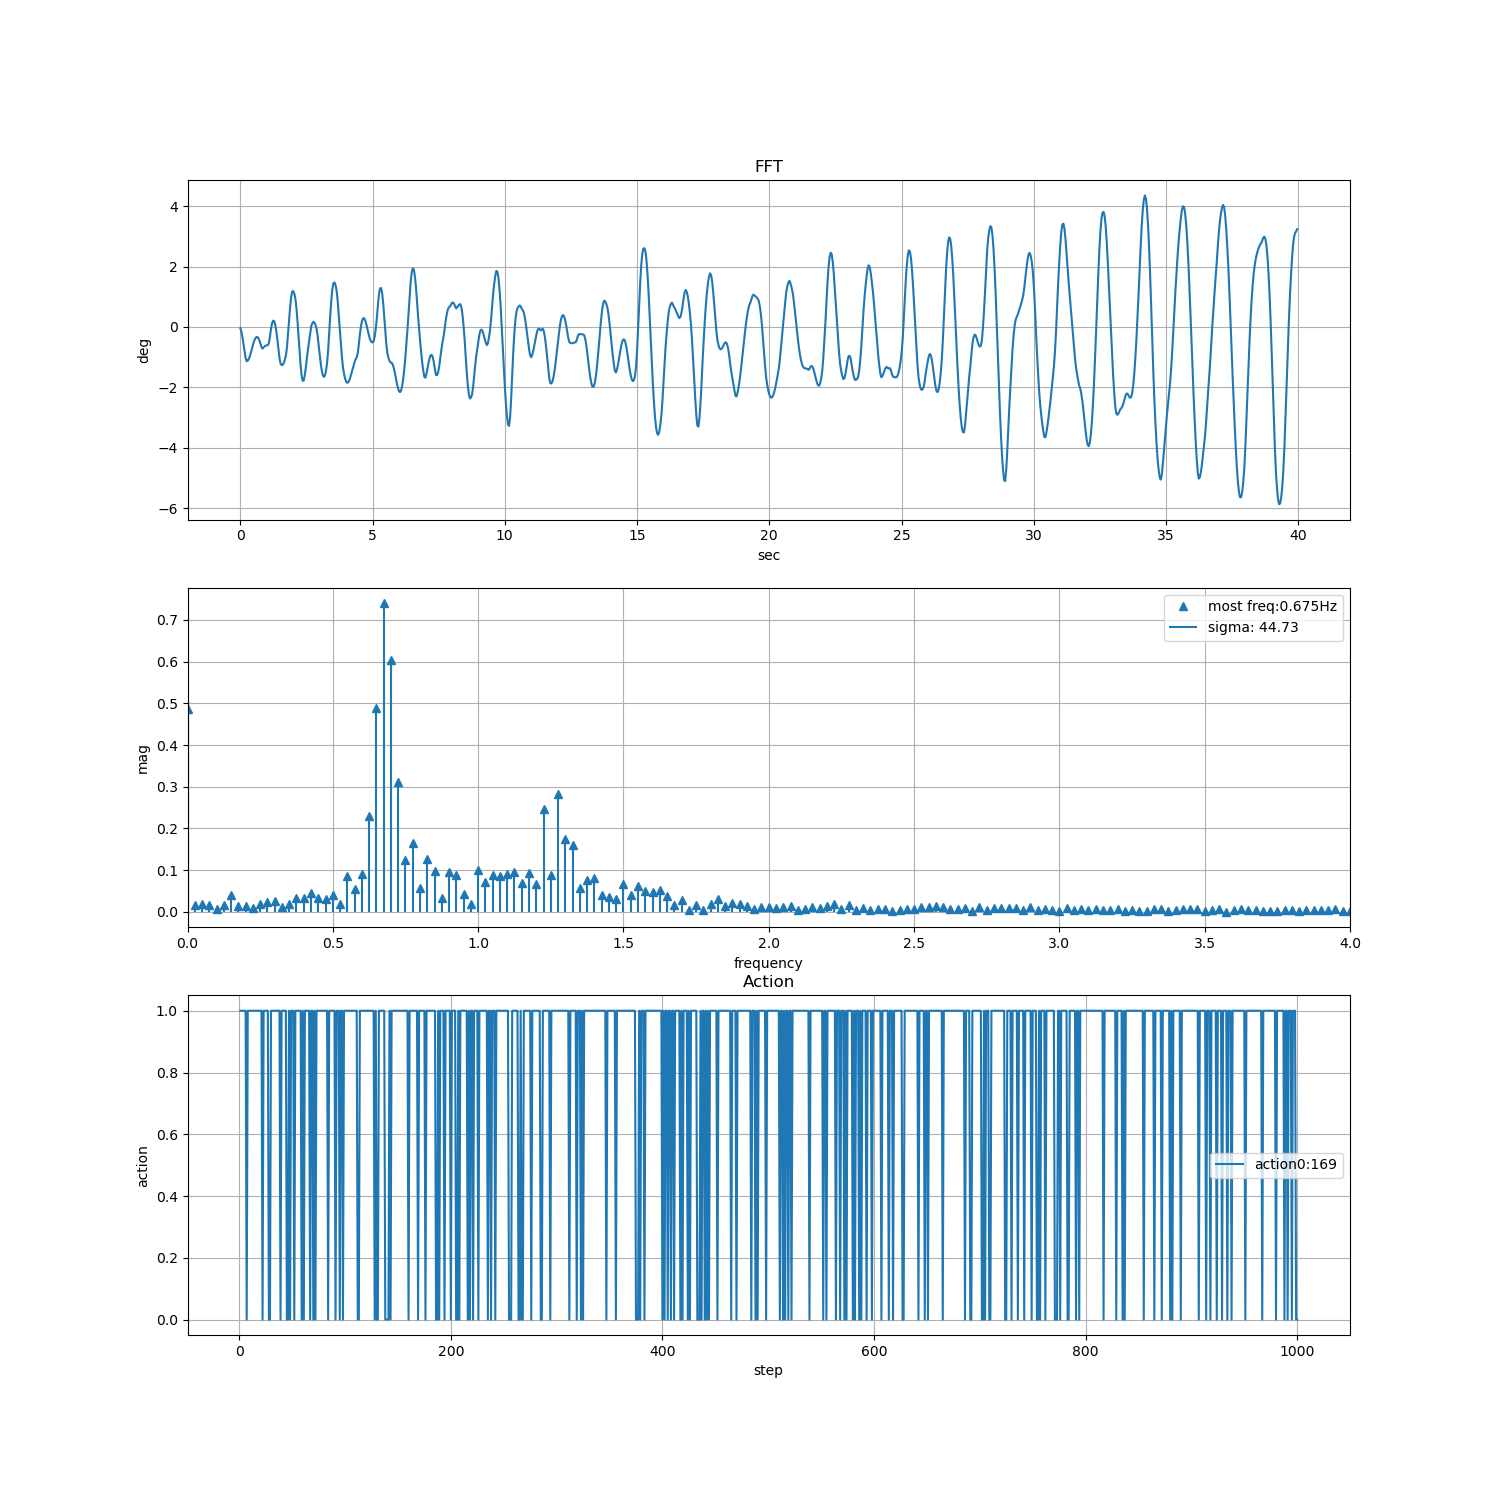 FFT
4
2
0
−2
−4
−6
deg
0 5 10 15 20 25 30 35 40
sec
0.7
0.6
0.5
0.4
0.3
0.2
0.1
0.0
mag
most freq:0.675Hz
sigma: 44.73
0.0 0.5 1.0 1.5 2.0 2.5 3.0 3.5 4.0
frequency
Action
1.0
0.8
0.6
0.4
0.2
0.0
action
action0:169
0 200 400 600 800 1000
step